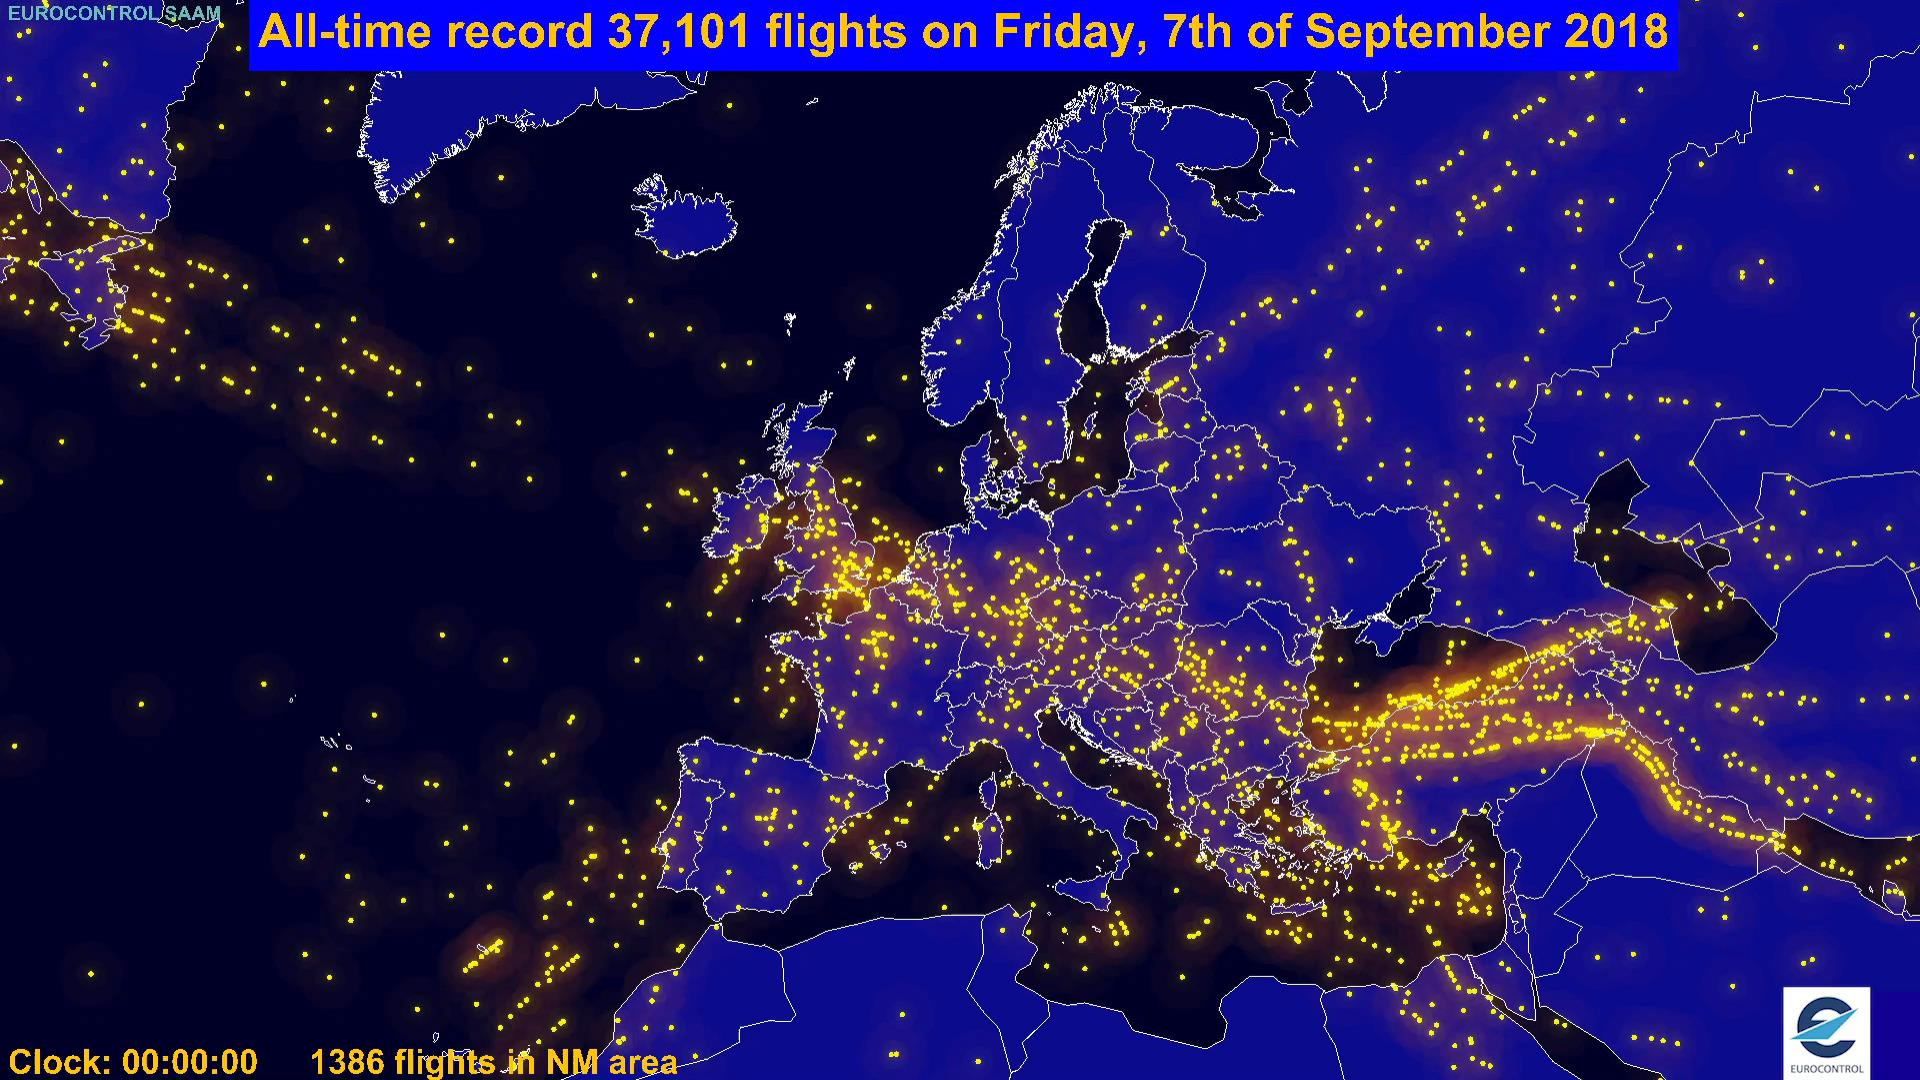 EUROCONTROL SAAM
All-time record 37,101 flights on Friday, 7th of September 2018
Clock: 00:00:00 1386 flights in NM area
EUROCONTROL